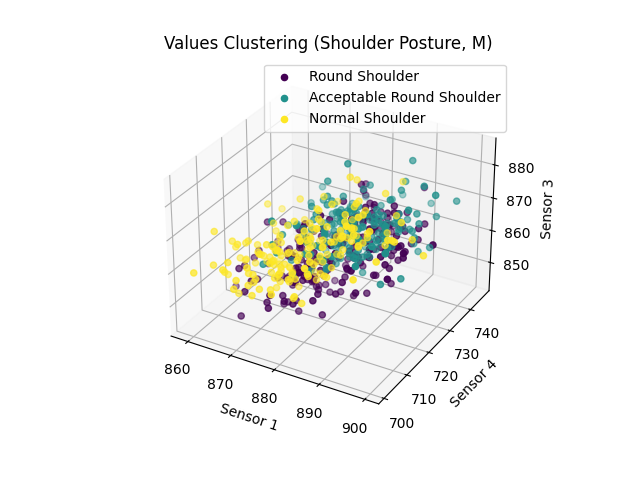 Values Clustering (Shoulder Posture, M)
Round Shoulder
Acceptable Round Shoulder
Normal Shoulder
880
870
860
850
Sensor 3
740
730
720
710
700
Sensor 4
860
870
880
890
900
Sensor 1